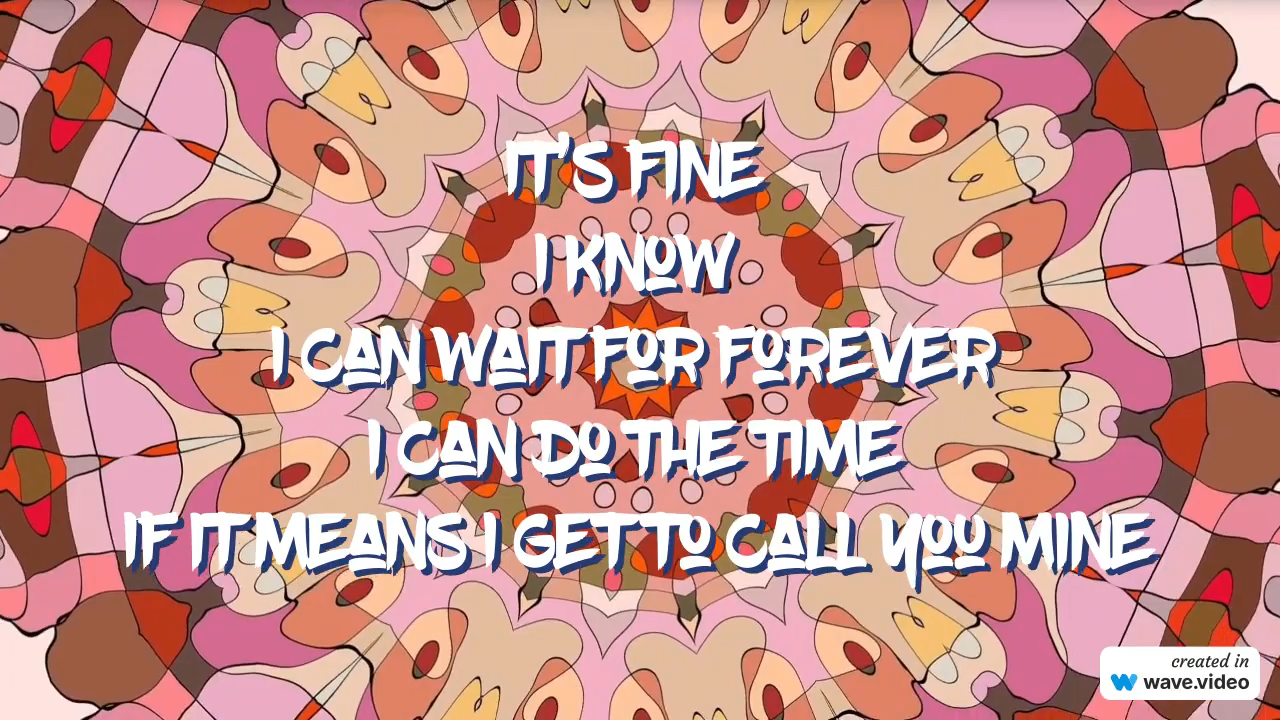 IT'S FINE
I KNOW
I CAN WAIT FOR FOREVER
I CAN DO THE TIME
IF IT MEANS I GET TO CALL YOU MINE
created in
wave.video